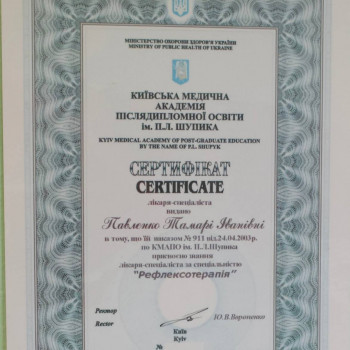 МІНІСТЕРСТВО ОХОРОНИ ЗДОРОВ'Я УКРАЇНИ
MINISTRY OF PUBLIC HEALTH OF UKRAINE
КИЇВСЬКА МЕДИЧНА
АКАДЕМІЯ
ПІСЛЯДИПЛОМНОЇ ОСВІТИ
ім. П.Л. ШУПИКА
KYIV MEDICAL ACADEMY OF POST-GRADUATE EDUCATION
BY THE NAME OF P.L. SHUPYK
СЕРТИФІКАТ
CERTIFICATE
лікаря-спеціаліста
видано
Павленко Тамарі Іванівні
в тому, що їй наказом № 911 від 24.04.2003р.
по КМАПО ім. П.Л.Шупика
присвоєно звання
лікаря-спеціаліста за спеціальністю
"Рефлексотерапія"
Ректор
Rector
Ю.В.Вороненко
Київ
Kyiv
№